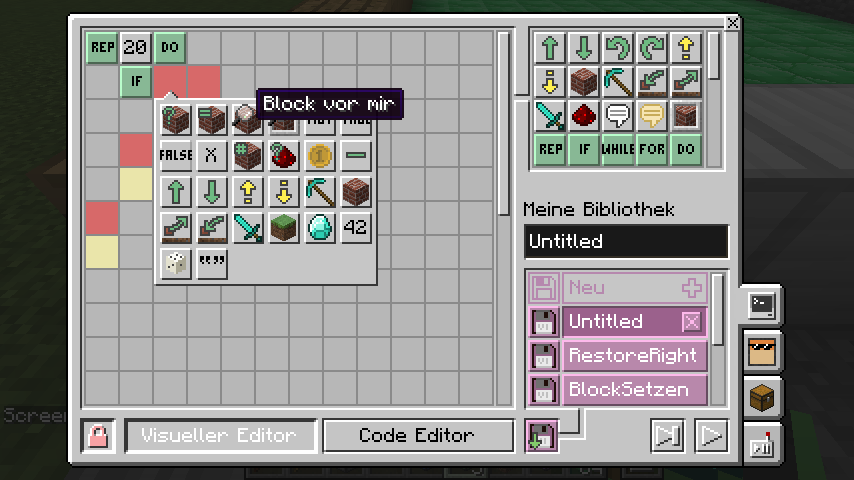 REP 20 DO
IF
Block vor mir
FALSE X
42
REP IF WHILE FOR DO
Meine Bibliothek
Untitled
Neu
Untitled
RestoreRight
BlockSetzen
Visueller Editor
Code Editor
Screen